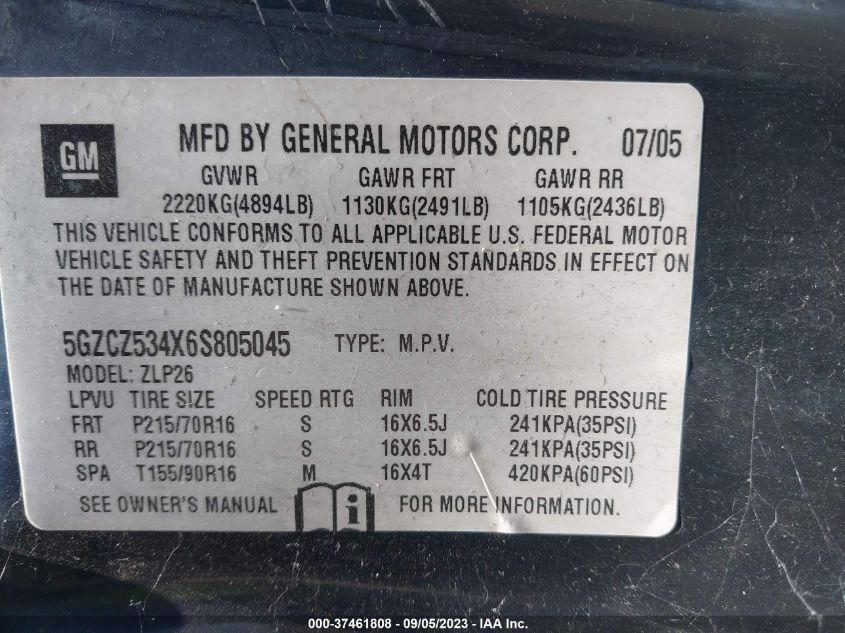 GM MFD BY GENERAL MOTORS CORP. 07/05
GVWR GAWR FRT GAWR RR
2220KG(4894LB) 1130KG(2491LB) 1105KG(2436LB)
THIS VEHICLE CONFORMS TO ALL APPLICABLE U.S. FEDERAL MOTOR
VEHICLE SAFETY AND THEFT PREVENTION STANDARDS IN EFFECT ON
THE DATE OF MANUFACTURE SHOWN ABOVE.
5GZCZ534X6S805045 TYPE: M.P.V.
MODEL: ZLP26
LPVU TIRE SIZE SPEED RTG RIM COLD TIRE PRESSURE
FRT P215/70R16 S 16X6.5J 241KPA(35PSI)
RR P215/70R16 S 16X6.5J 241KPA(35PSI)
SPA T155/90R16 M 16X4T 420KPA(60PSI)
SEE OWNER'S MANUAL i FOR MORE INFORMATION.
000-37461808 - 09/05/2023 - IAA Inc.